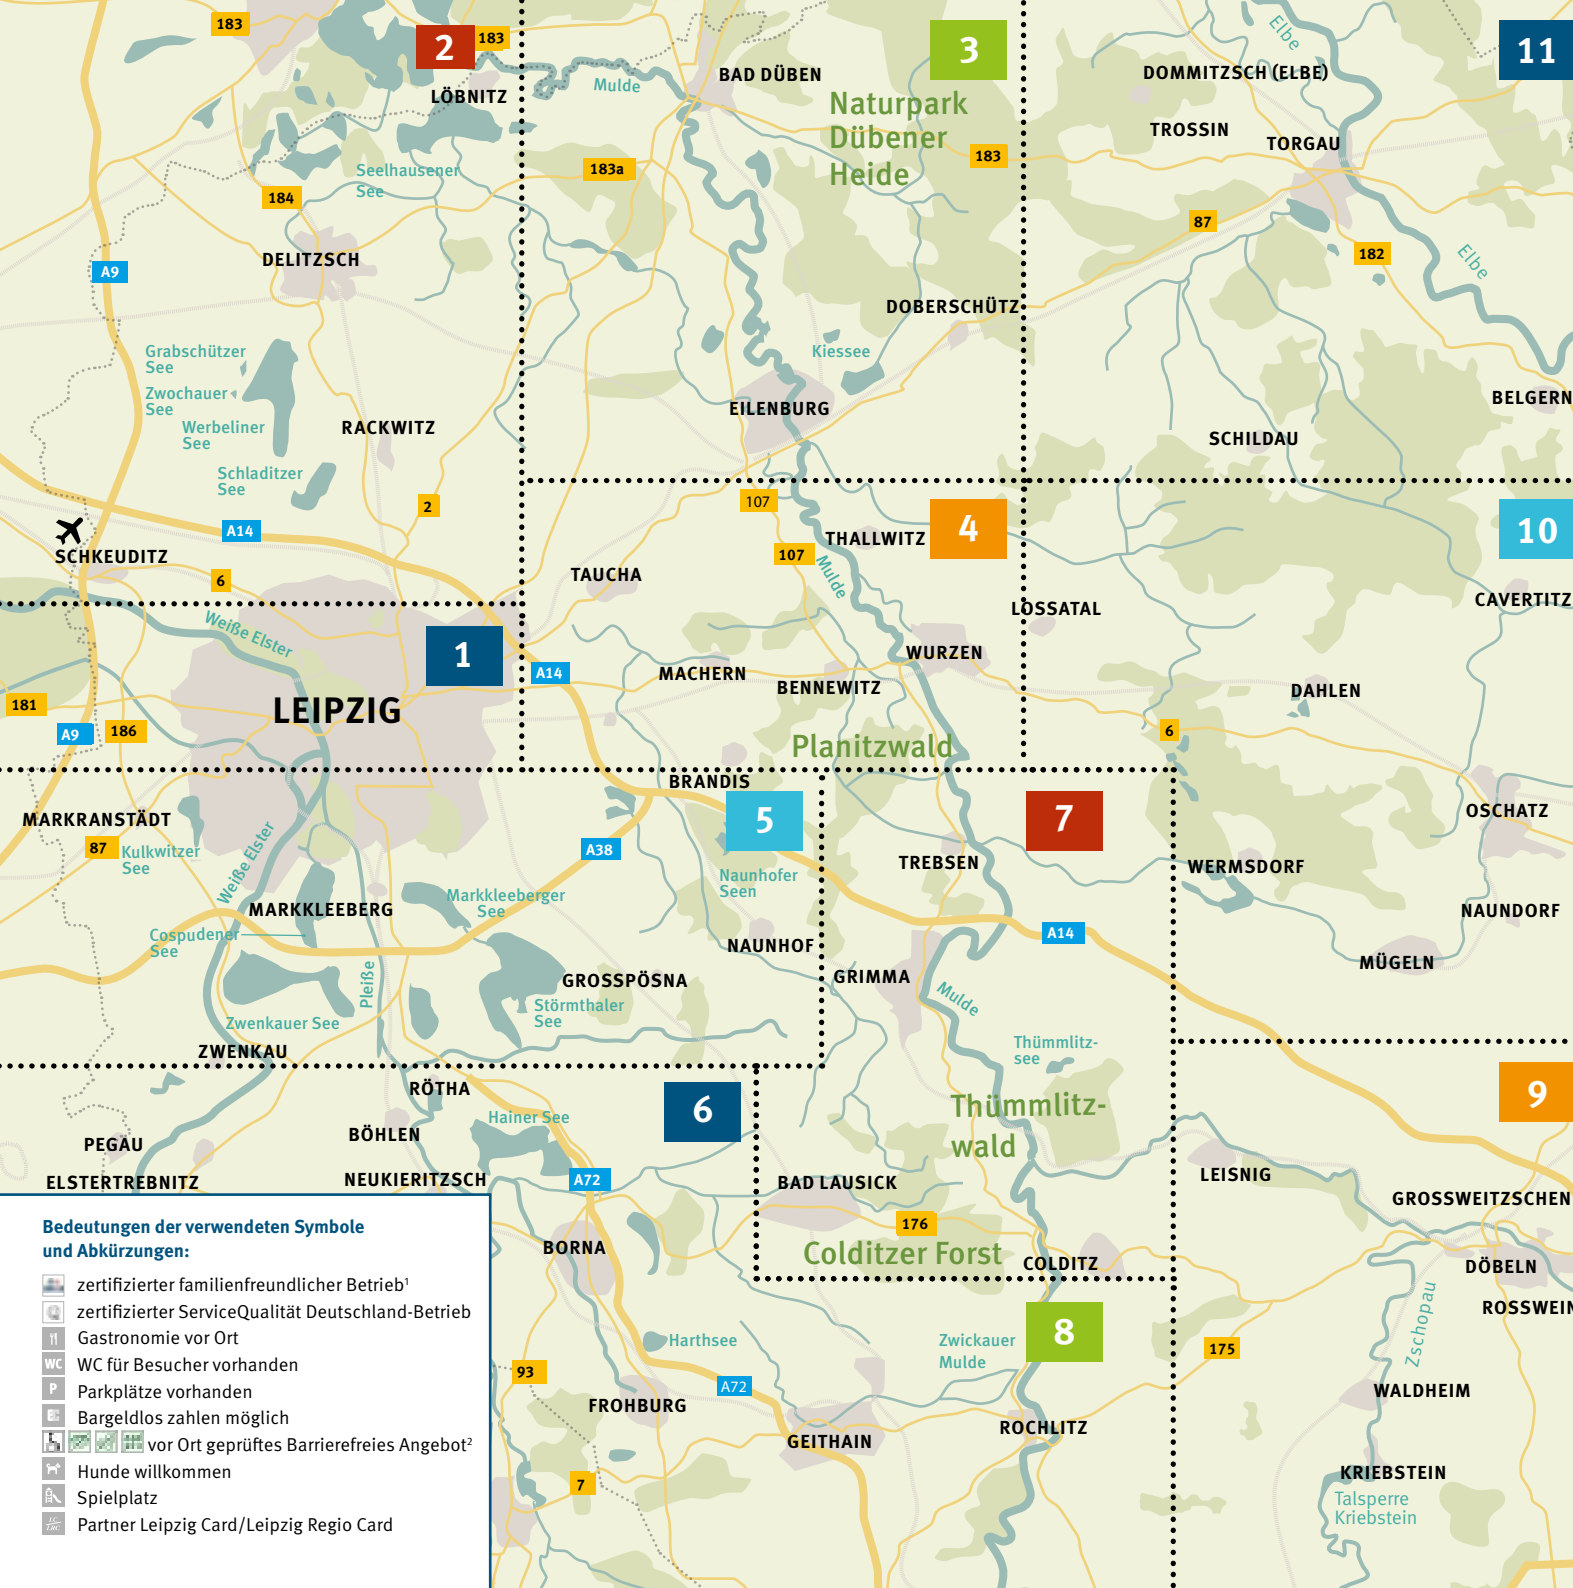 183
2
183
3
11
LÖBNITZ
Mulde
BAD DÜBEN
Elbe
DOMMITZSCH (ELBE)
Naturpark
Dübener
Heide
TROSSIN
TORGAU
Seelhausener
See
183a
183
184
87
182
Elbe
DELITZSCH
A9
DOBERSCHÜTZ
Grabschützer
See
Kiessee
Zwochauer
See
BELGERN
Werbeliner
See
RACKWITZ
EILENBURG
SCHILDAU
Schladitzer
See
2
107
A14
4
10
SCHKEUDITZ
THALLWITZ
107
Mulde
6
TAUCHA
LOSSATAL
CAVERTITZ
Weiße Elster
1
A14
MACHERN
WURZEN
BENNEWITZ
DAHLEN
181
LEIPZIG
A9
186
Planitzwald
6
BRANDIS
MARKRANSTÄDT
5
7
OSCHATZ
87
Kulkwitzer
See
Weiße Elster
A38
TREBSEN
WERMSDORF
Naunhofer
Seen
Markkleeberger
See
MARKKLEEBERG
NAUNDORF
Cospudener
See
NAUNHOF
A14
MÜGELN
Pleiße
GROSSPÖSNA
GRIMMA
Störmthaler
See
Mulde
Zwenkauer See
Thümmlitz-
see
ZWENKAU
RÖTHA
6
9
Hainer See
Thümmlitz-
wald
PEGAU
BÖHLEN
ELSTERTREBNITZ
NEUKIERITZSCH
A72
BAD LAUSICK
LEISNIG
GROSSWEITZSCHEN
176
BORNA
Colditzer Forst
COLDITZ
DÖBELN
ROSSWEIN
Zschopau
Harthsee
Zwickauer
Mulde
8
175
93
A72
WALDHEIM
FROHBURG
GEITHAIN
ROCHLITZ
7
KRIEBSTEIN
Talsperre
Kriebstein
Bedeutungen der verwendeten Symbole
und Abkürzungen:
zertifizierter familienfreundlicher Betrieb¹
zertifizierter ServiceQualität Deutschland-Betrieb
Gastronomie vor Ort
WC WC für Besucher vorhanden
P Parkplätze vorhanden
EC Bargeldlos zahlen möglich
vor Ort geprüftes Barrierefreies Angebot²
Hunde willkommen
Spielplatz
LC LRC Partner Leipzig Card/Leipzig Regio Card